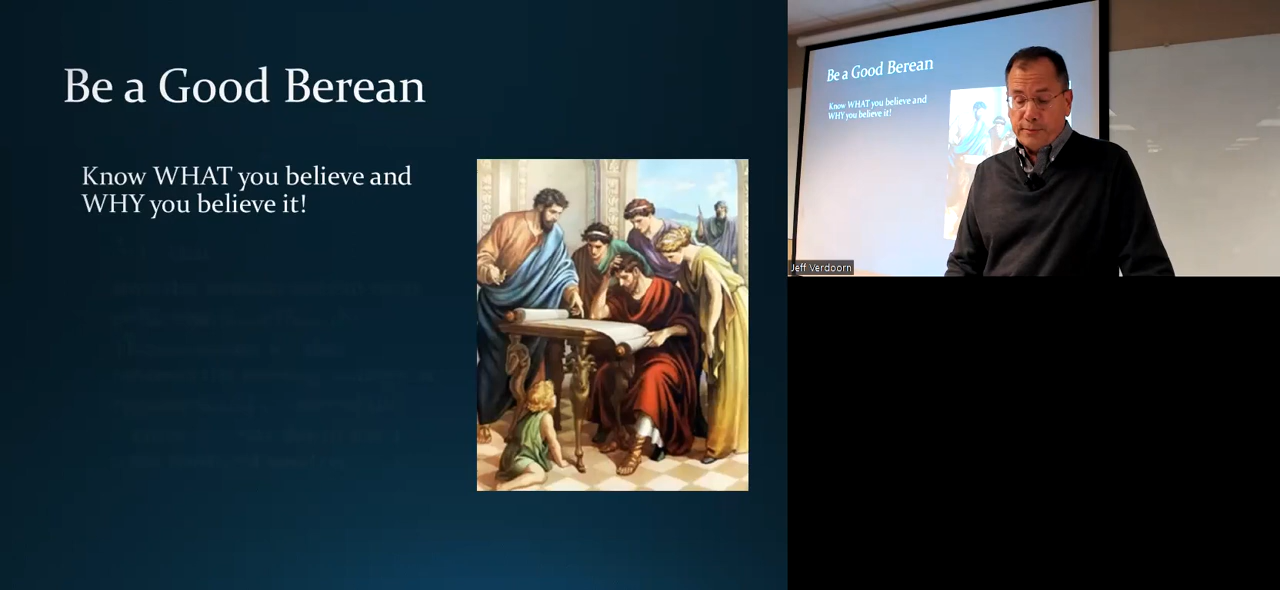 Be a Good Berean
Know WHAT you believe and
WHY you believe it!
Be a Good Berean
Know WHAT you believe and
WHY you believe it!
Jeff Verdoorn